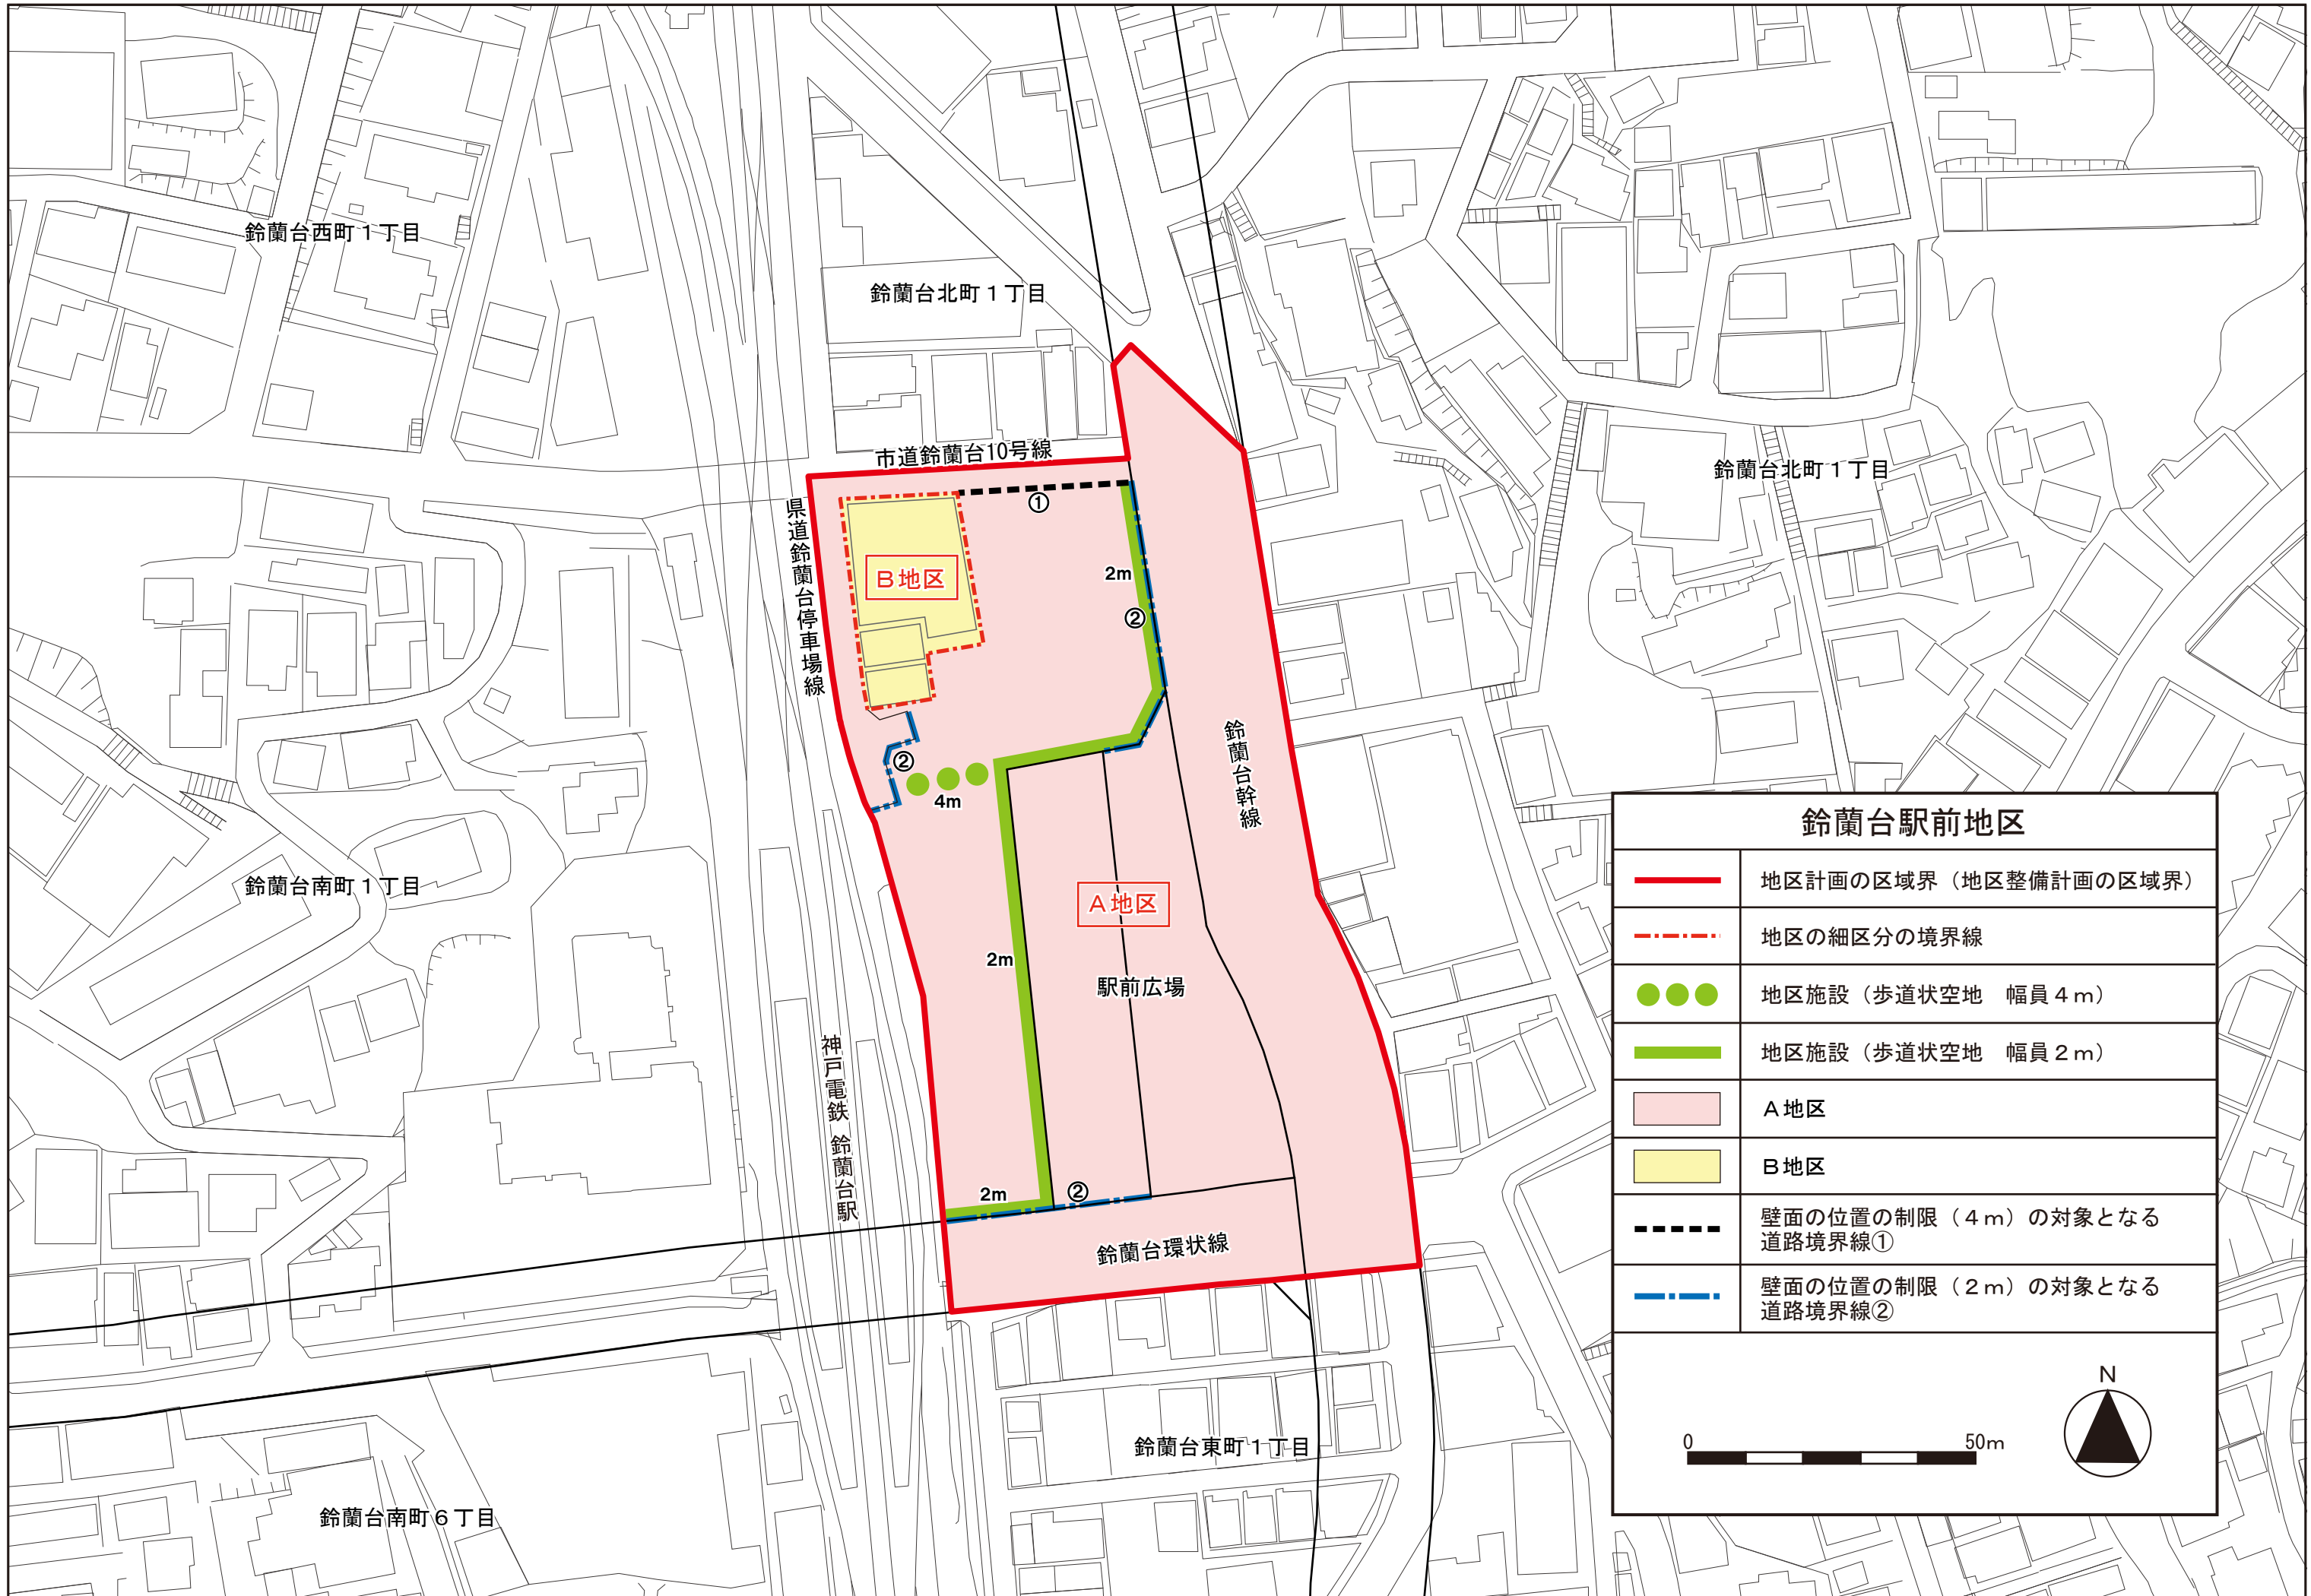 鈴蘭台西町１丁目
鈴蘭台北町１丁目
市道鈴蘭台10号線
鈴蘭台北町１丁目
県道鈴蘭台停車場線
①
Ｂ地区
2m
②
②
4m
鈴蘭台幹線
鈴蘭台南町１丁目
Ａ地区
2m
駅前広場
神戸電鉄 鈴蘭台駅
2m
②
鈴蘭台環状線
鈴蘭台東町１丁目
鈴蘭台南町６丁目
鈴蘭台駅前地区
地区計画の区域界（地区整備計画の区域界）
地区の細区分の境界線
地区施設（歩道状空地　幅員４ｍ）
地区施設（歩道状空地　幅員２ｍ）
Ａ地区
Ｂ地区
壁面の位置の制限（４ｍ）の対象となる
道路境界線①
壁面の位置の制限（２ｍ）の対象となる
道路境界線②
N
0 50m